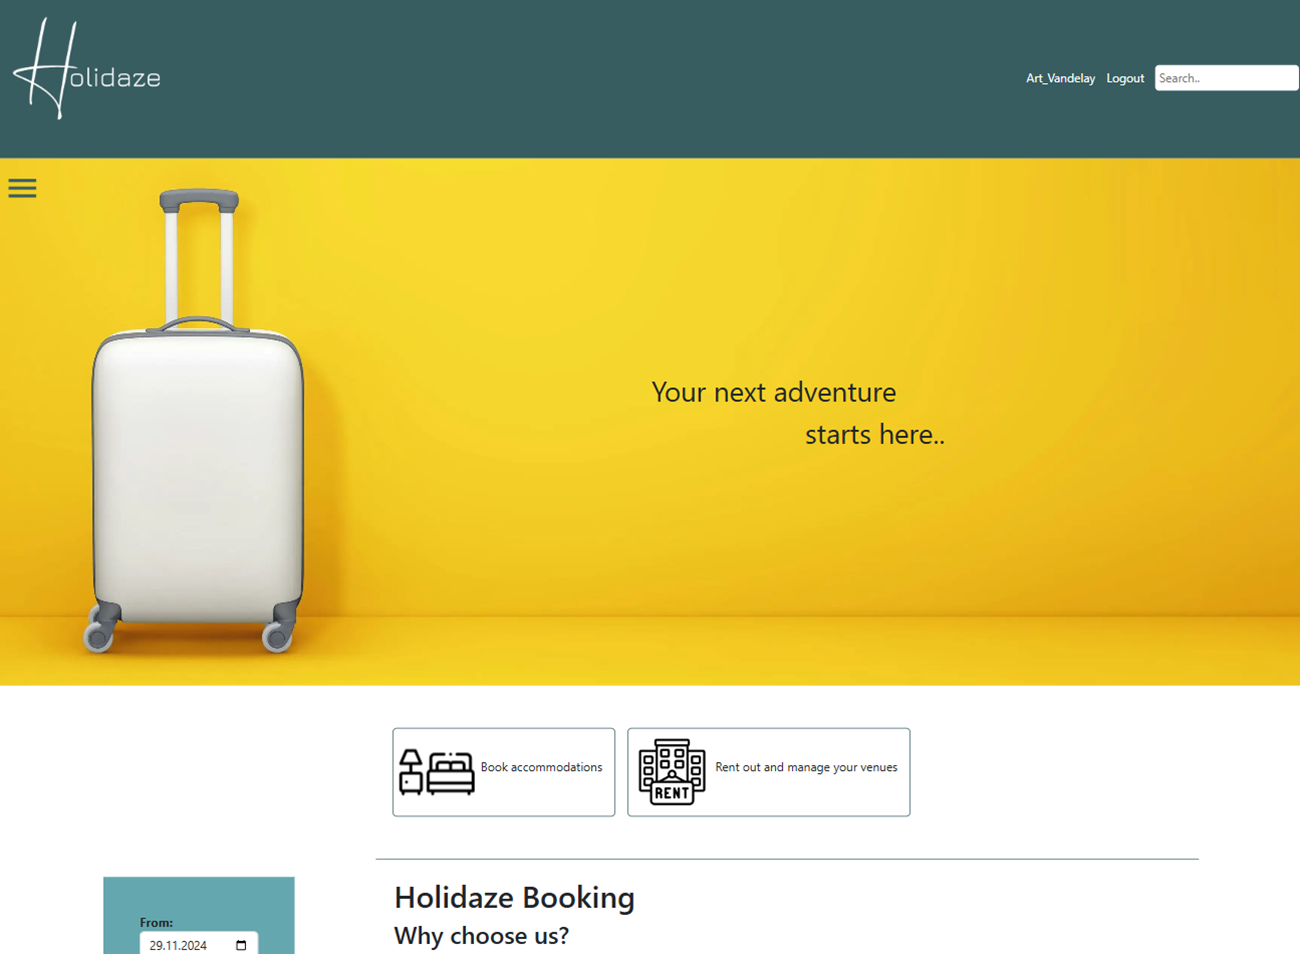 Holidaze
Art_Vandelay Logout Search..
Your next adventure
starts here..
Book accommodations
RENT
Rent out and manage your venues
Holidaze Booking
Why choose us?
From:
29.11.2024